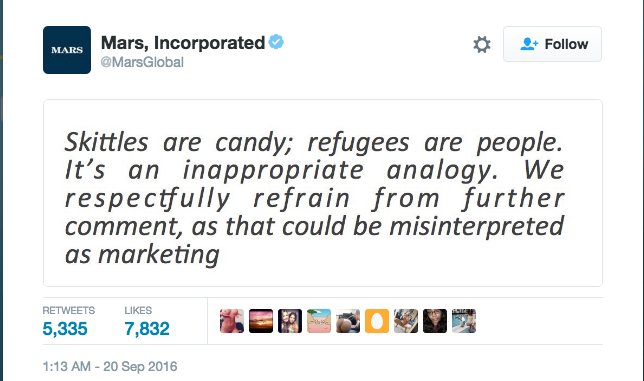 MARS
Mars, Incorporated
@MarsGlobal
Follow
Skittles are candy; refugees are people.
It's an inappropriate analogy. We
respectfully refrain from further
comment, as that could be misinterpreted
as marketing
RETWEETS LIKES
5,335 7,832
1:13 AM - 20 Sep 2016